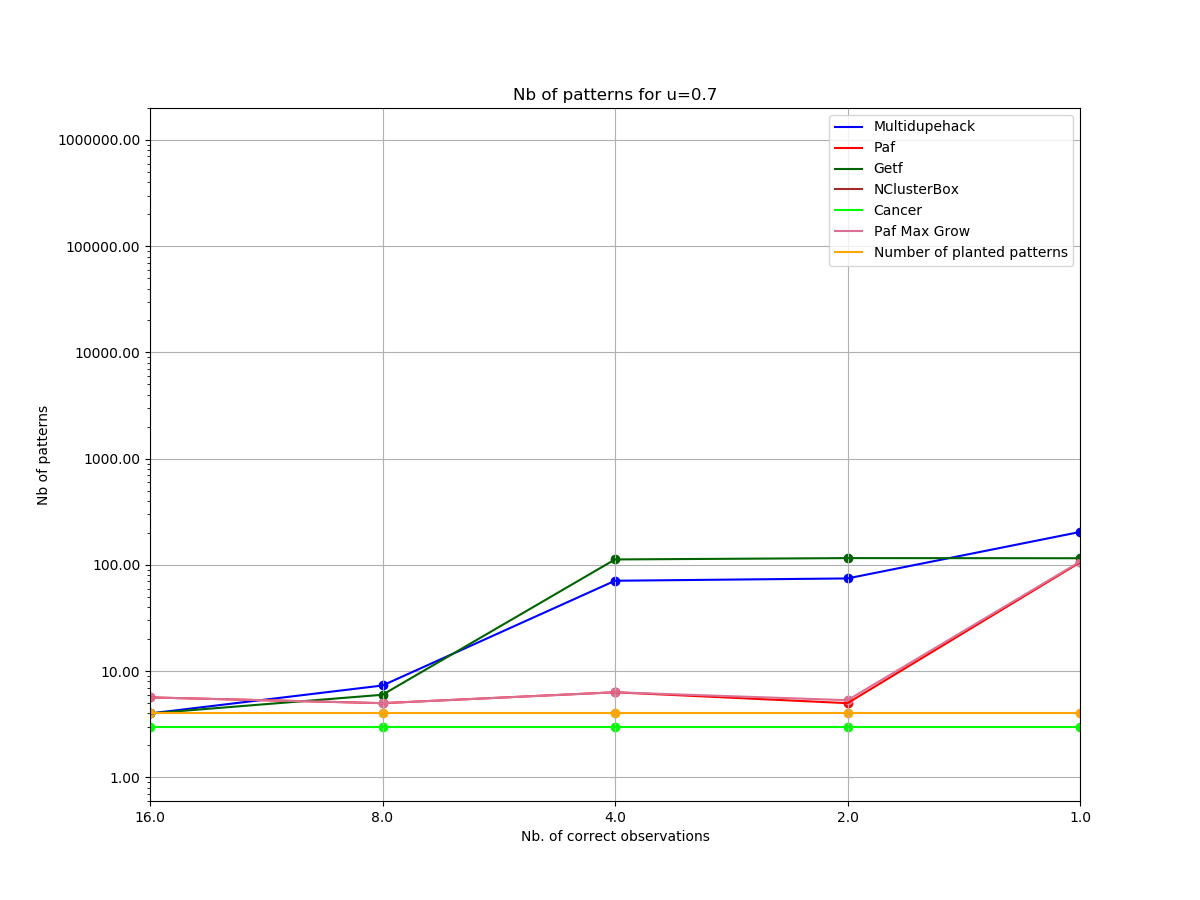 Nb of patterns for u=0.7
Multidupehack
Paf
Getf
NClusterBox
Cancer
Paf Max Grow
Number of planted patterns
1000000.00
100000.00
10000.00
1000.00
100.00
10.00
1.00
Nb of patterns
16.0 8.0 4.0 2.0 1.0
Nb. of correct observations